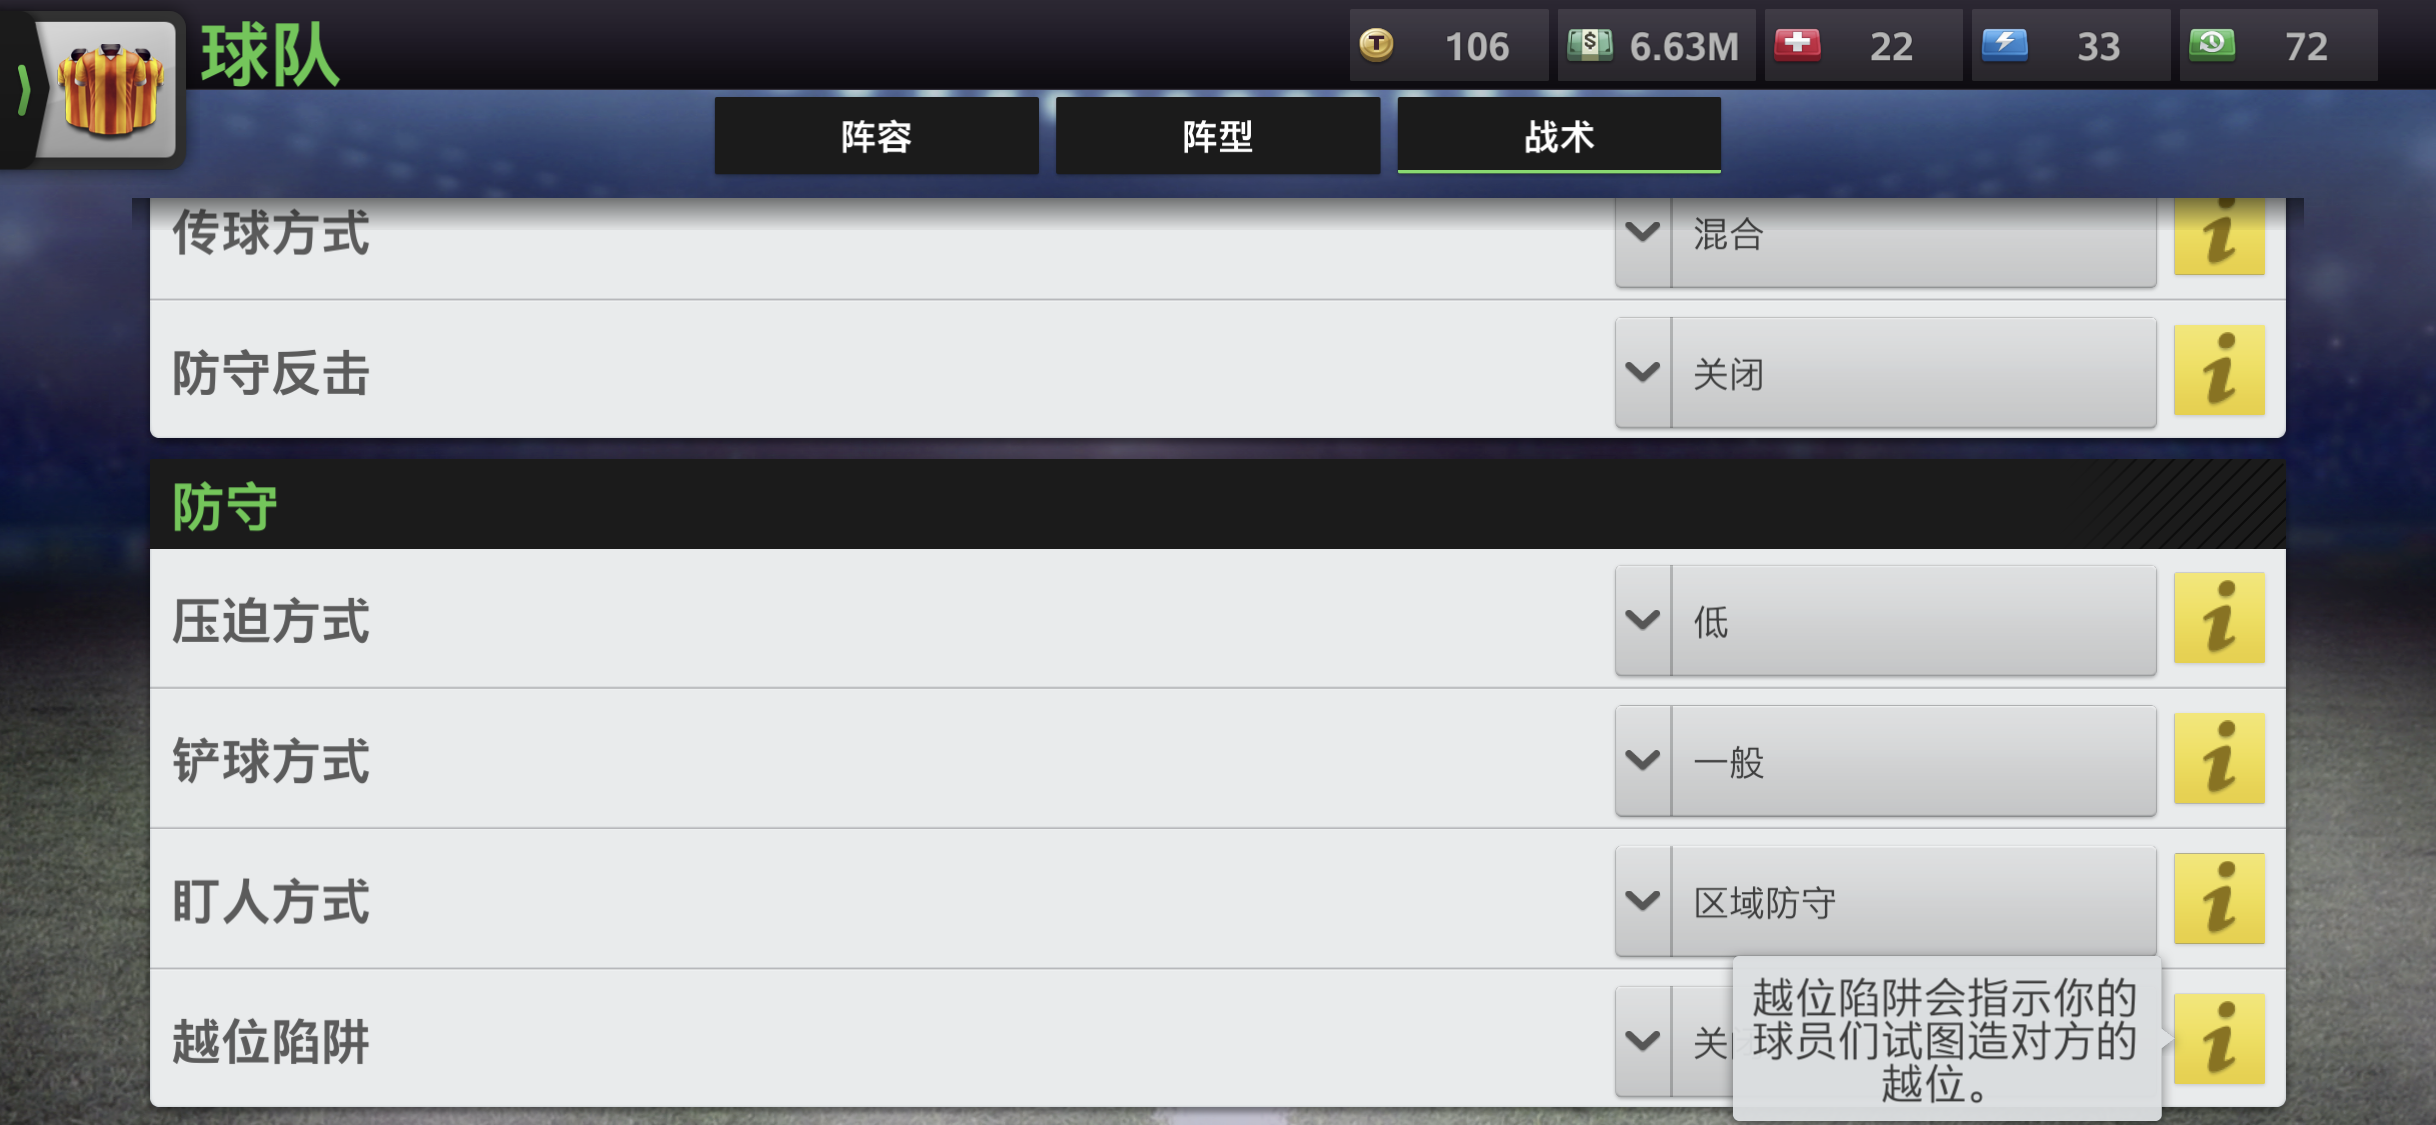 球队
106
6.63M
22
33
72
阵容
阵型
战术
传球方式
混合
防守反击
关闭
防守
压迫方式
低
铲球方式
一般
盯人方式
区域防守
越位陷阱
关闭
越位陷阱会指示你的
球员们试图造对方的
越位。